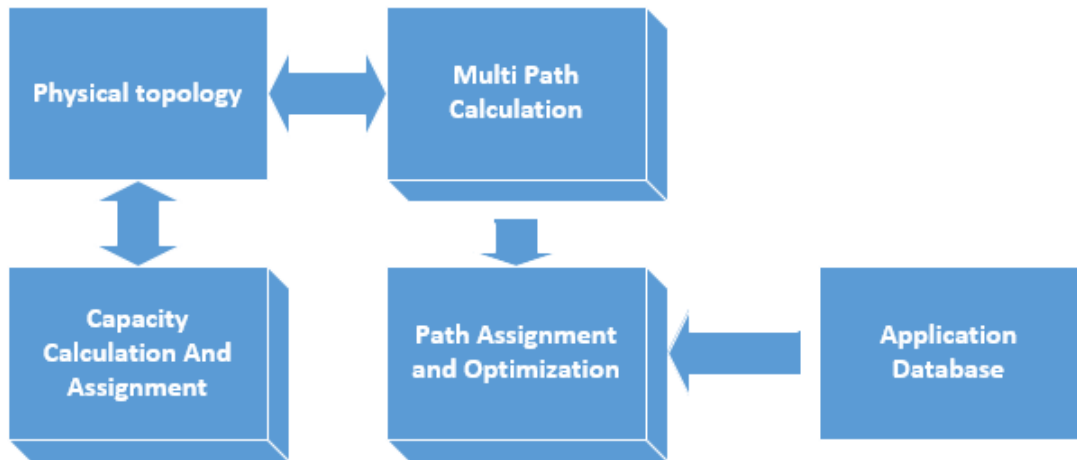 Physical topology
Multi Path
Calculation
Capacity
Calculation And
Assignment
Path Assignment
and Optimization
Application
Database